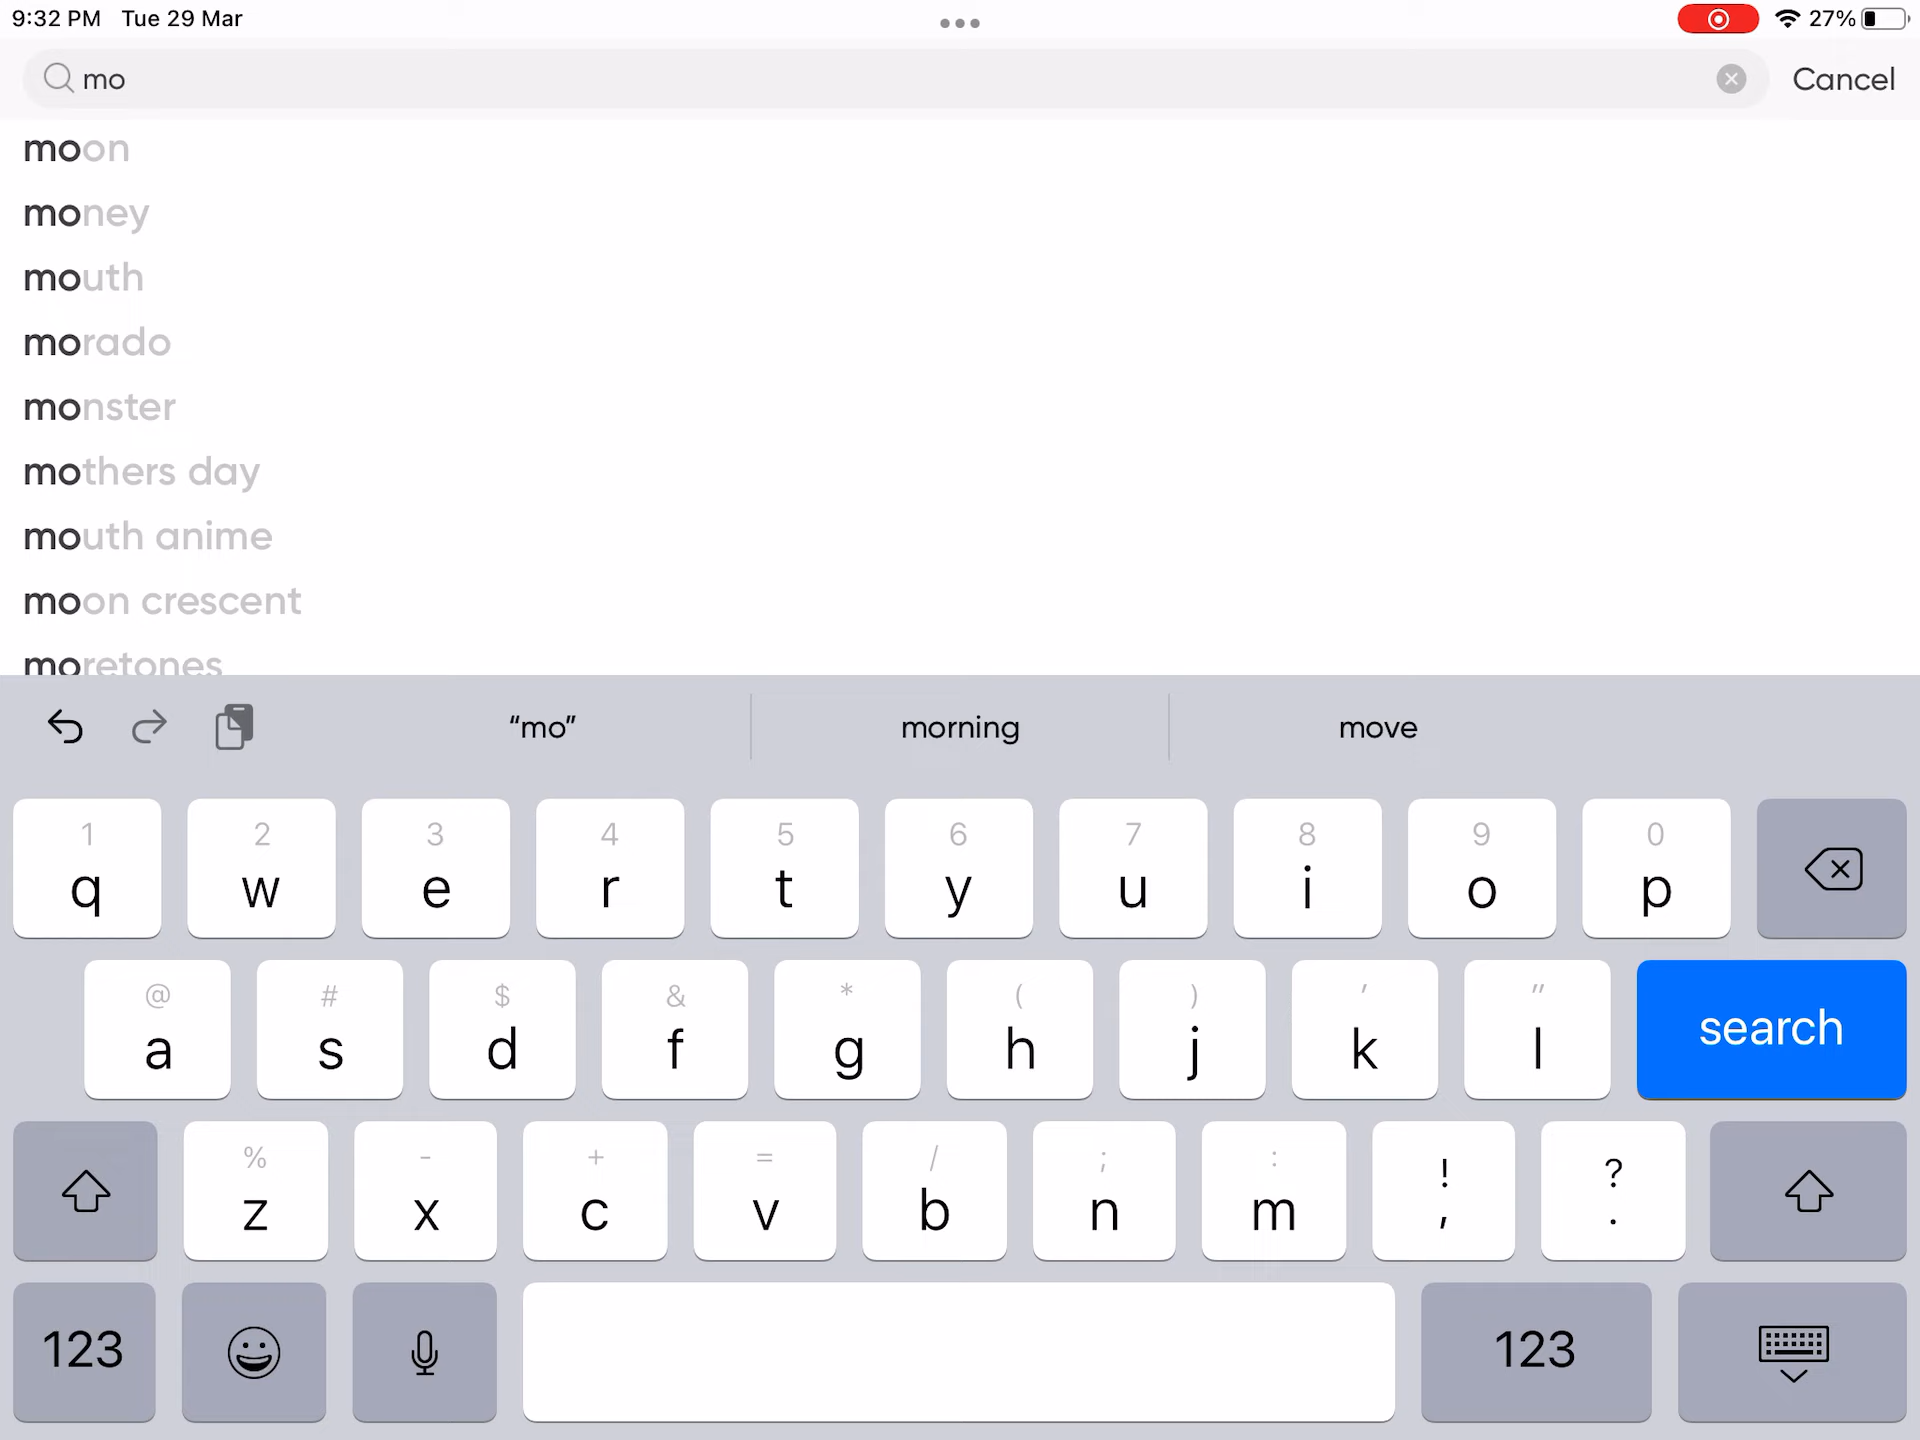 9:32 PM Tue 29 Mar
27%
mo Cancel
moon
money
mouth
morado
monster
mothers day
mouth anime
moon crescent
moretones
“mo” morning move
1 2 3 4 5 6 7 8 9 0
q w e r t y u i o p
@ # $ & * ( ) ' "
a s d f g h j k l search
% - + = / ; : ! ?
z x c v b n m , .
123 123